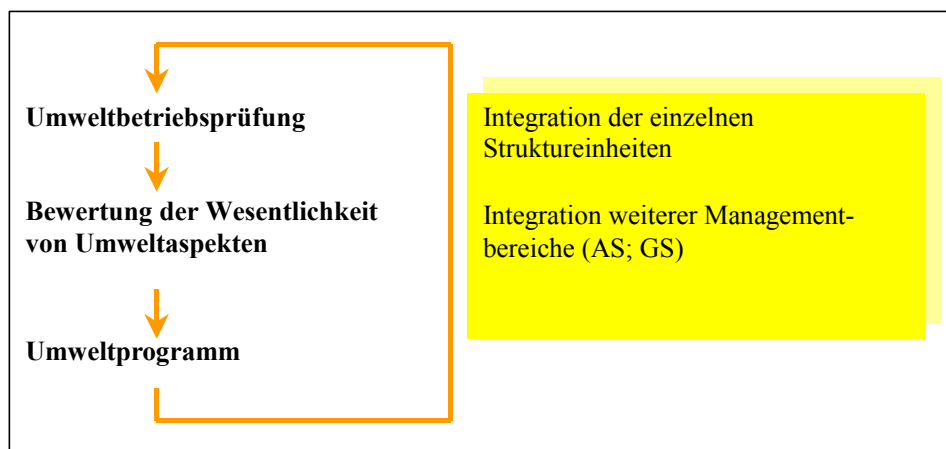 Umweltbetriebsprüfung
Bewertung der Wesentlichkeit
von Umweltaspekten
Umweltprogramm
Integration der einzelnen
Struktureinheiten
Integration weiterer Management-
bereiche (AS; GS)